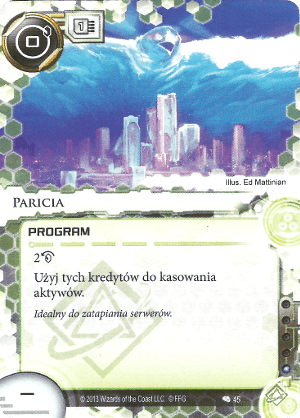 1
Illus. Ed Mattinian
PARICIA
PROGRAM
2
Użyj tych kredytów do kasowania
aktywów.
Idealny do zatapiania serwerów.
© 2013 Wizards of the Coast LLC. © FFG
45